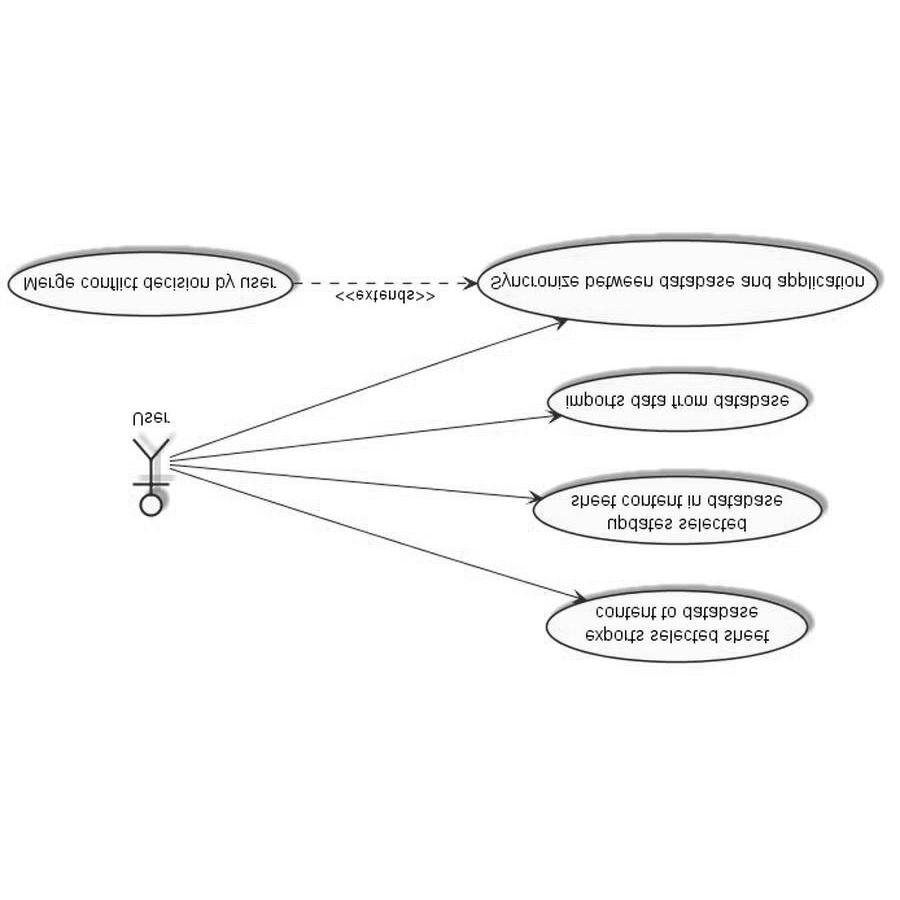 exports selected sheet
content to database
updates selected
sheet content in database
imports data from database
User
<<extends>>
Merge conflict decision by user
Syncronize between database and application